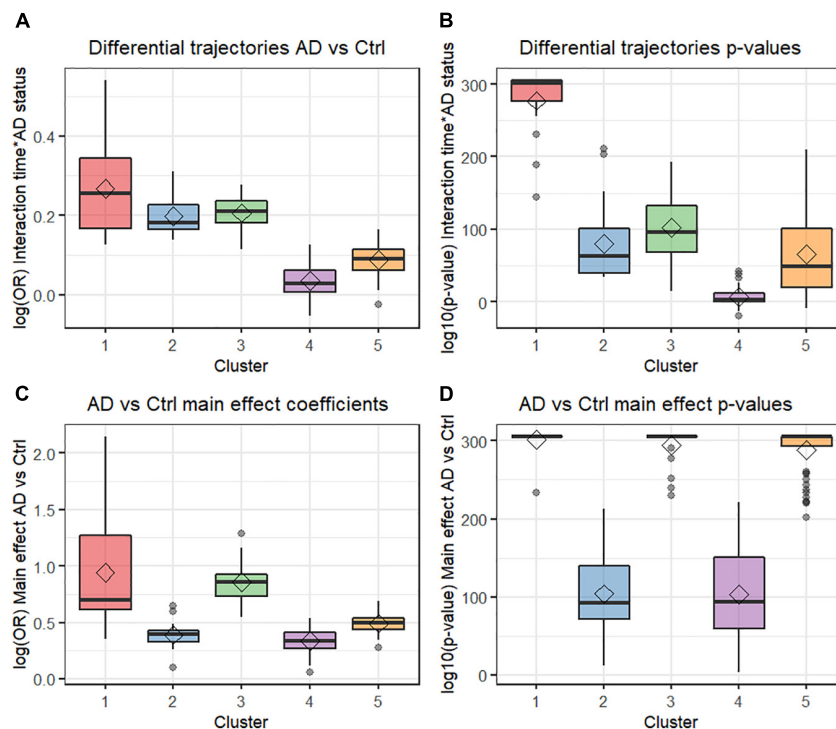 A
Differential trajectories AD vs Ctrl
log(OR) Interaction time*AD status
0.4
0.2
0.0
1 2 3 4 5
Cluster
B
Differential trajectories p-values
log10(p-value) Interaction time*AD status
300
200
100
0
1 2 3 4 5
Cluster
C
AD vs Ctrl main effect coefficients
log(OR) Main effect AD vs Ctrl
2.0
1.5
1.0
0.5
0.0
1 2 3 4 5
Cluster
D
AD vs Ctrl main effect p-values
log10(p-value) Main effect AD vs Ctrl
300
200
100
0
1 2 3 4 5
Cluster